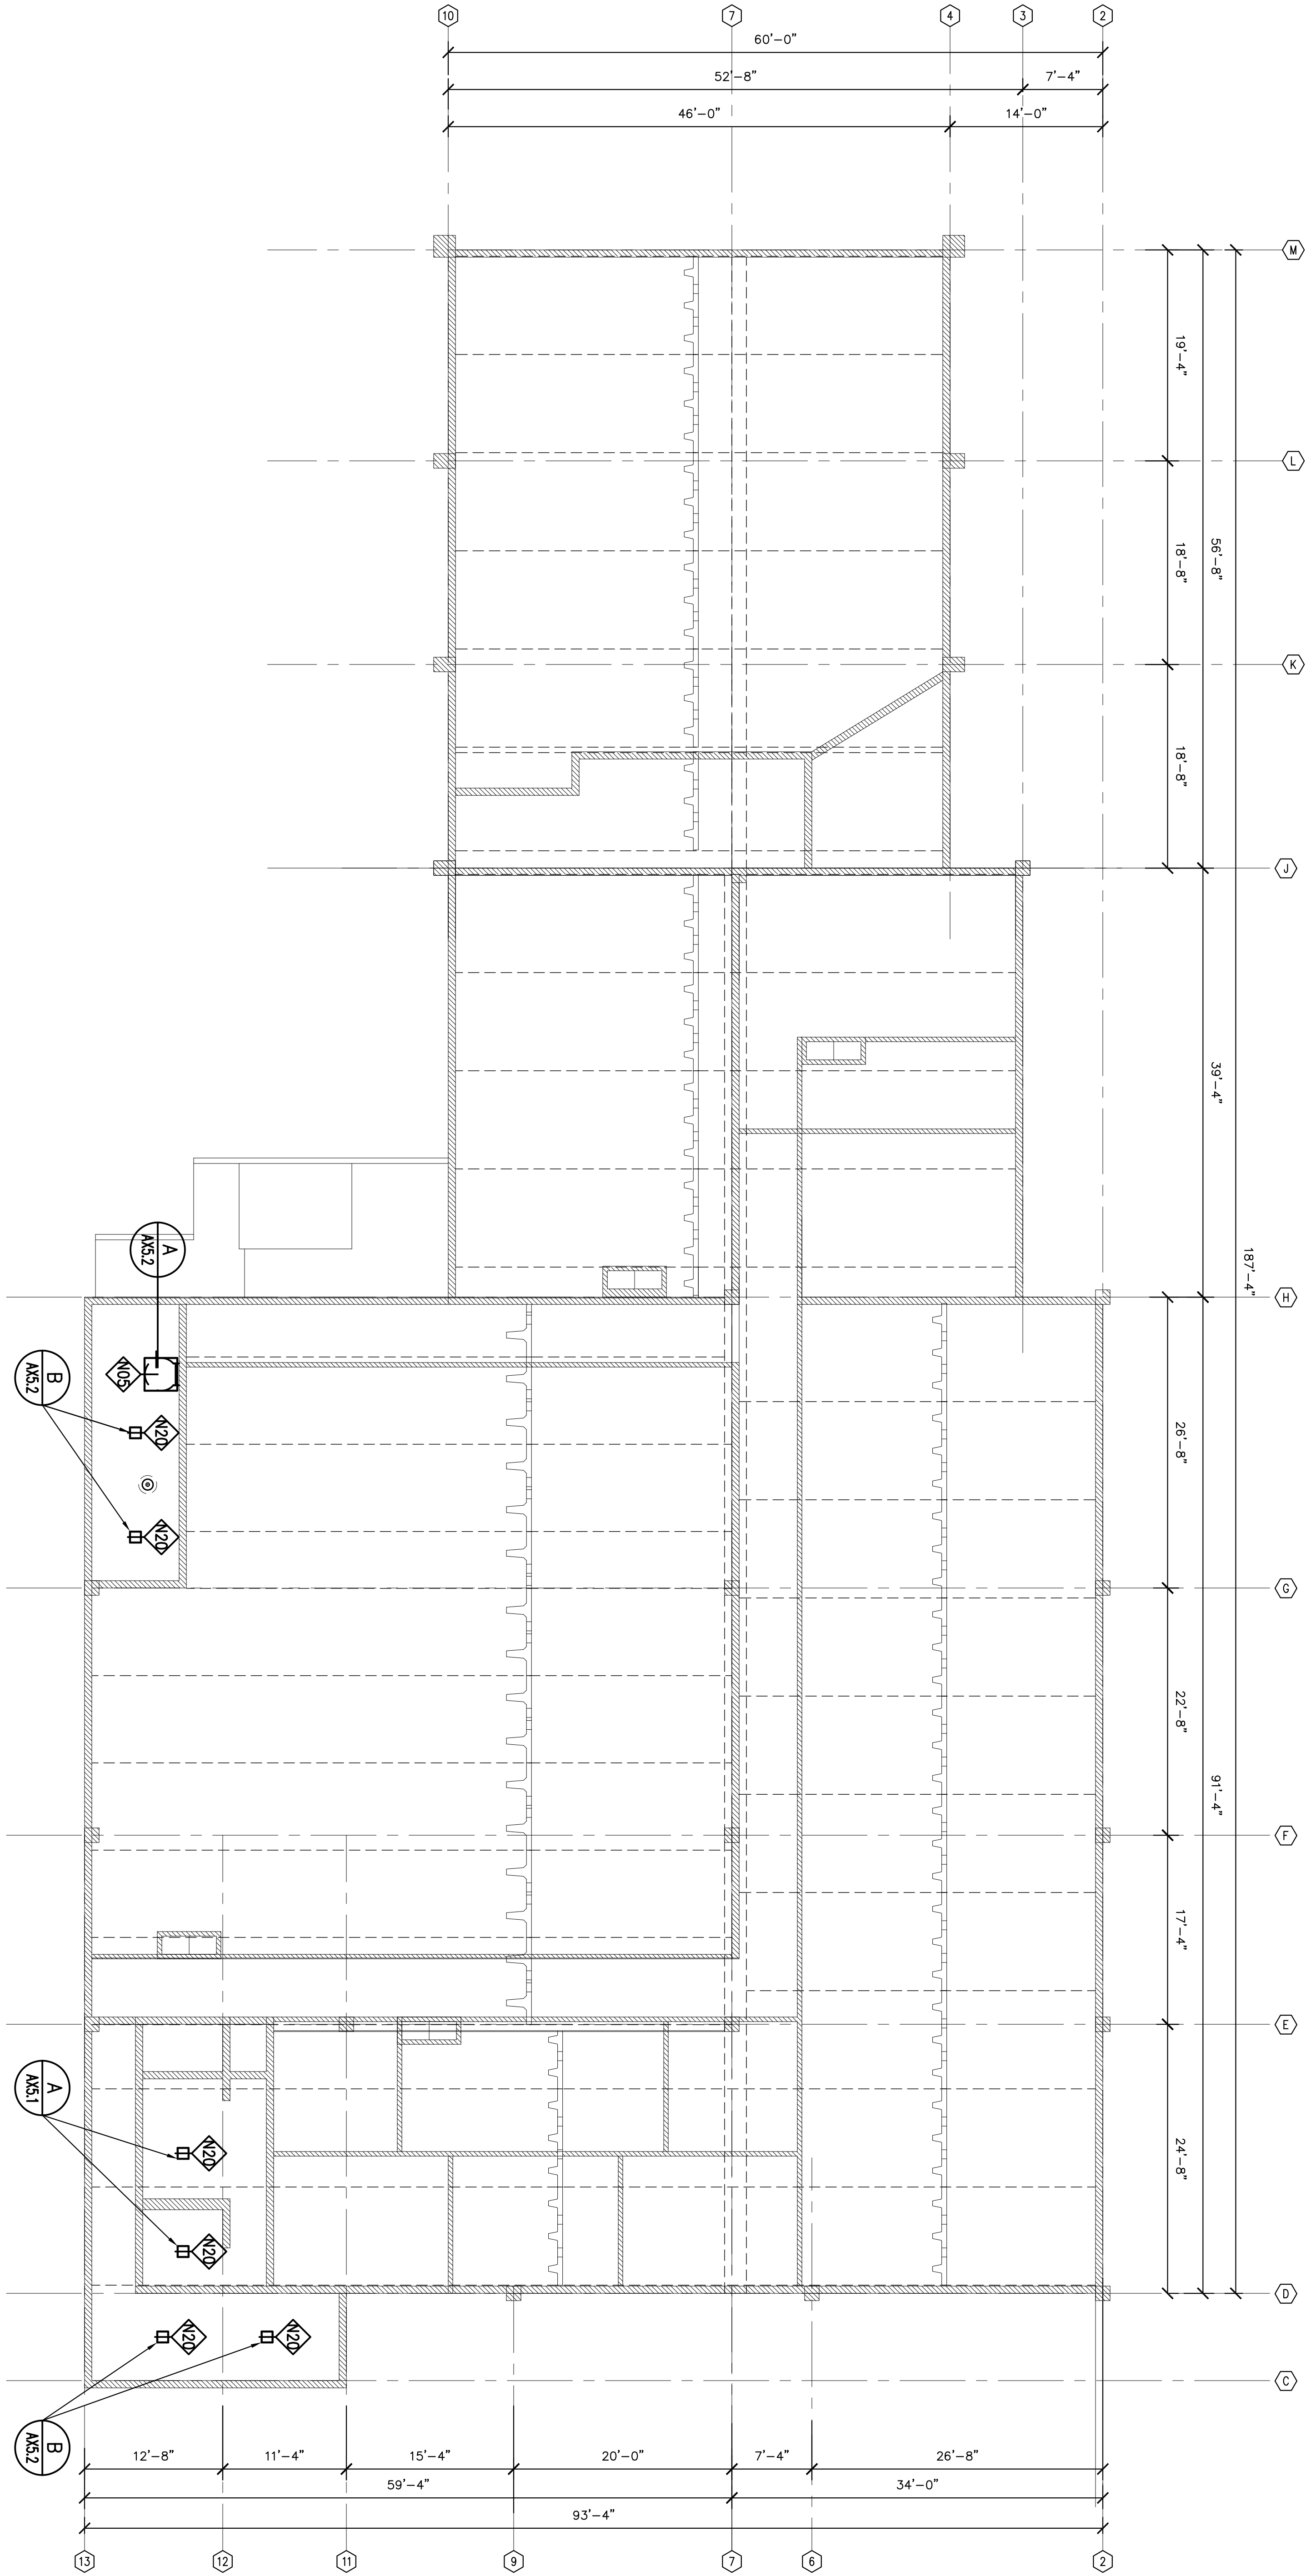 10
7
4
3
2
60'-0"
52'-8"
7'-4"
46'-0"
14'-0"
M
19'-4"
L
18'-8"
56'-8"
K
18'-8"
J
39'-4"
187'-4"
A
AX5.2
H
B
AX5.2
N05
N20
26'-8"
N20
G
22'-8"
91'-4"
F
17'-4"
E
A
AX5.1
N20
24'-8"
N20
D
N20
N20
C
B
AX5.2
12'-8"
11'-4"
15'-4"
20'-0"
7'-4"
26'-8"
59'-4"
34'-0"
93'-4"
13
12
11
9
7
6
2